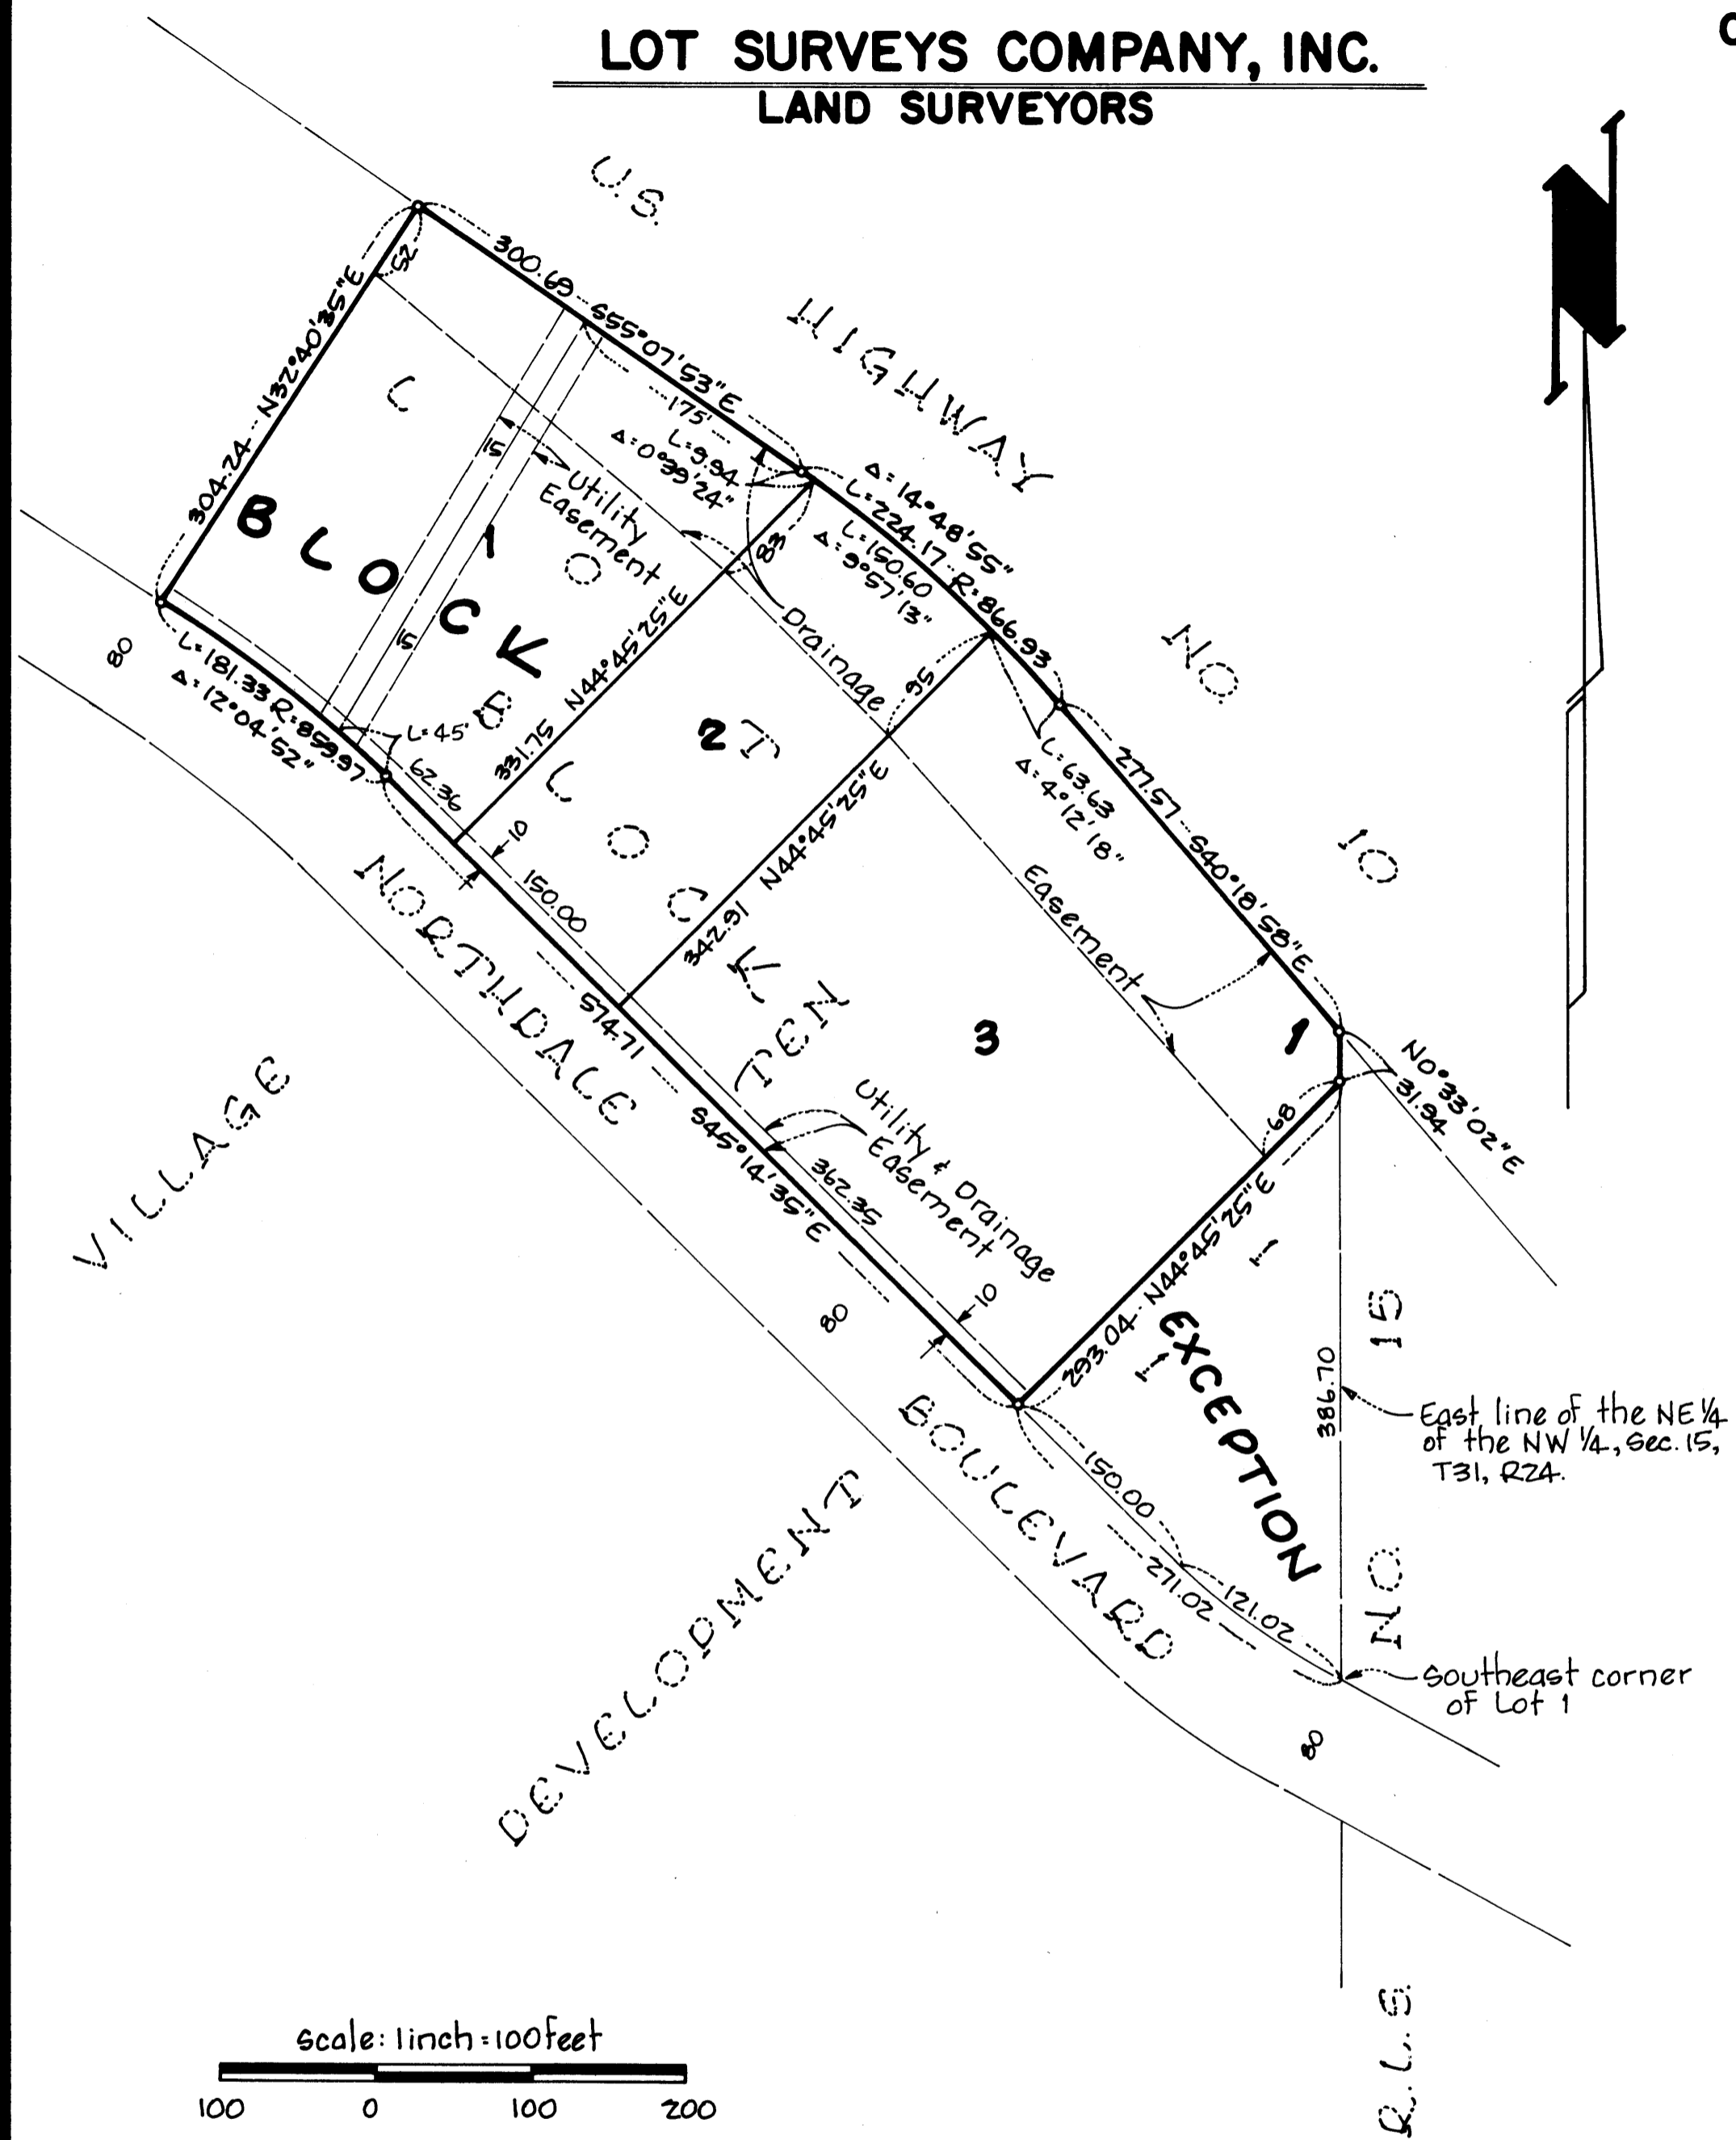 LOT SURVEYS COMPANY, INC.
LAND SURVEYORS
U.S.
HIGHWAY
NO.
10
300.69 S55°07'53"E
52
304.24 N32°40'35"E
175'
L=9.94
Δ=0°39'24"
Δ=14°48'55"
L=224.17 R=866.93
L=150.60
Δ=9°57'13"
L=63.63
Δ=4°12'18"
277.57 S40°18'58"E
N0°33'02"E
31.94
BLOCK 1
1
LOT
15
15
Utility
Easement
83
Drainage
Easement
95
331.75 N44°45'25"E
2
342.91 N44°45'25"E
3
BLOCK
TEN
80
L=181.33 R=859.97
Δ=12°04'52"
L=45'
62.36
10
150.00
574.71
S45°14'35"E
362.35
Utility & Drainage
Easement
10
80
68
293.04 N44°45'25"E
EXCEPTION
NORTHDALE
BOULEVARD
VILLAGE
DEVELOPMENT
150.00
271.02
121.02
386.70
East line of the NE 1/4
of the NW 1/4, Sec. 15,
T31, R24.
Southeast corner
of Lot 1
80
R.L.S.
NO.
15
scale: 1inch=100feet
100 0 100 200